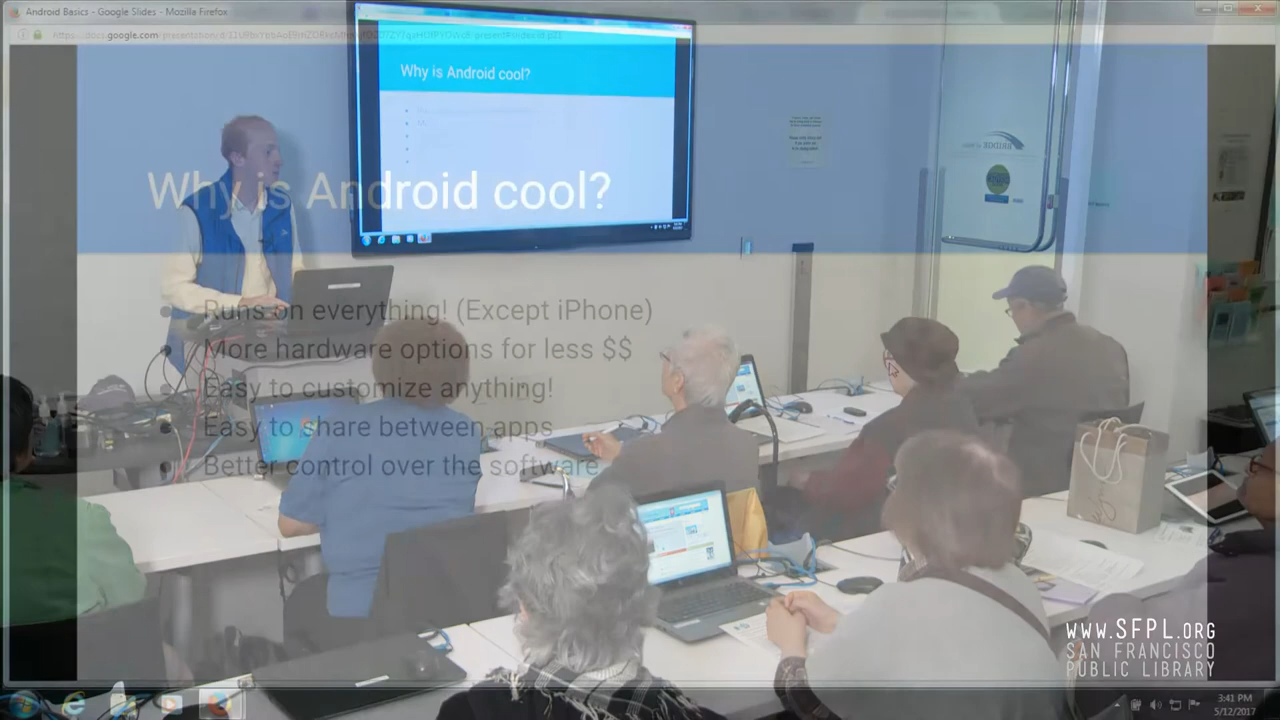 Android Basics - Google Slides - Mozilla Firefox
Why is Android cool?
Why is Android cool?
Runs on everything! (Except iPhone)
More hardware options for less $$
Easy to customize anything!
Easy to share between apps
Better control over the software
BRIDGE
WWW.SFPL.ORG
SAN FRANCISCO
PUBLIC LIBRARY
3:41 PM
5/12/2017